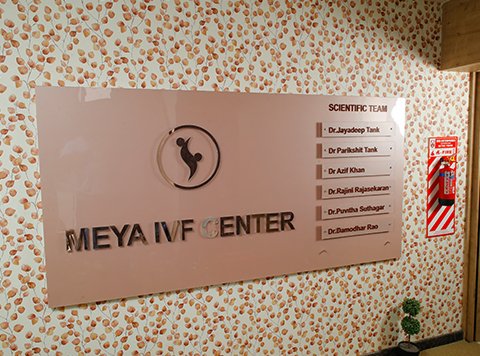 SCIENTIFIC TEAM
Dr.Jayadeep Tank
Dr Parikshit Tank
Dr Azif Khan
Dr.Rajini Rajasekaran
Dr.Puvitha Suthagar
Dr.Damodhar Rao
MEYA IVF CENTER
FIRE